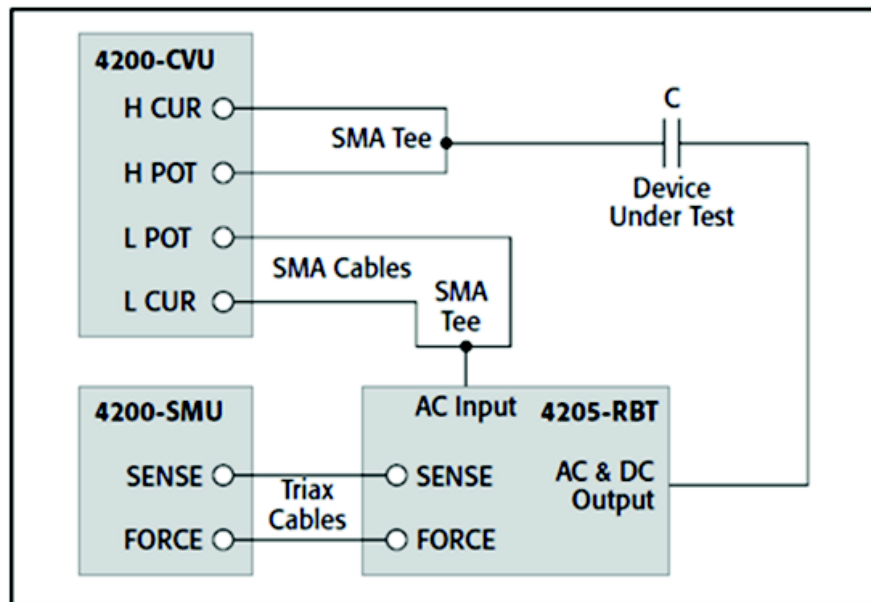 4200-CVU
H CUR
H POT
L POT
L CUR
SMA Tee
C
Device
Under Test
SMA Cables
SMA
Tee
4200-SMU
SENSE
FORCE
Triax
Cables
AC Input
4205-RBT
SENSE
FORCE
AC & DC
Output